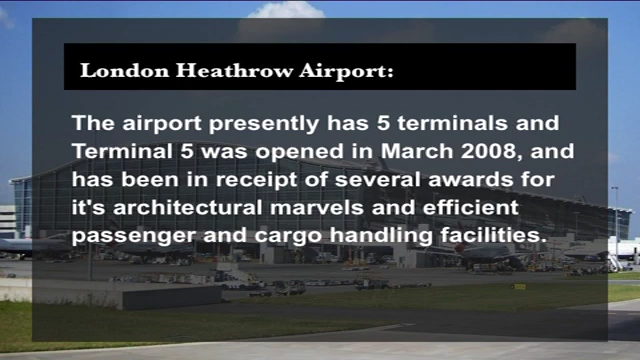 London Heathrow Airport:
The airport presently has 5 terminals and
Terminal 5 was opened in March 2008, and
has been in receipt of several awards for
it's architectural marvels and efficient
passenger and cargo handling facilities.